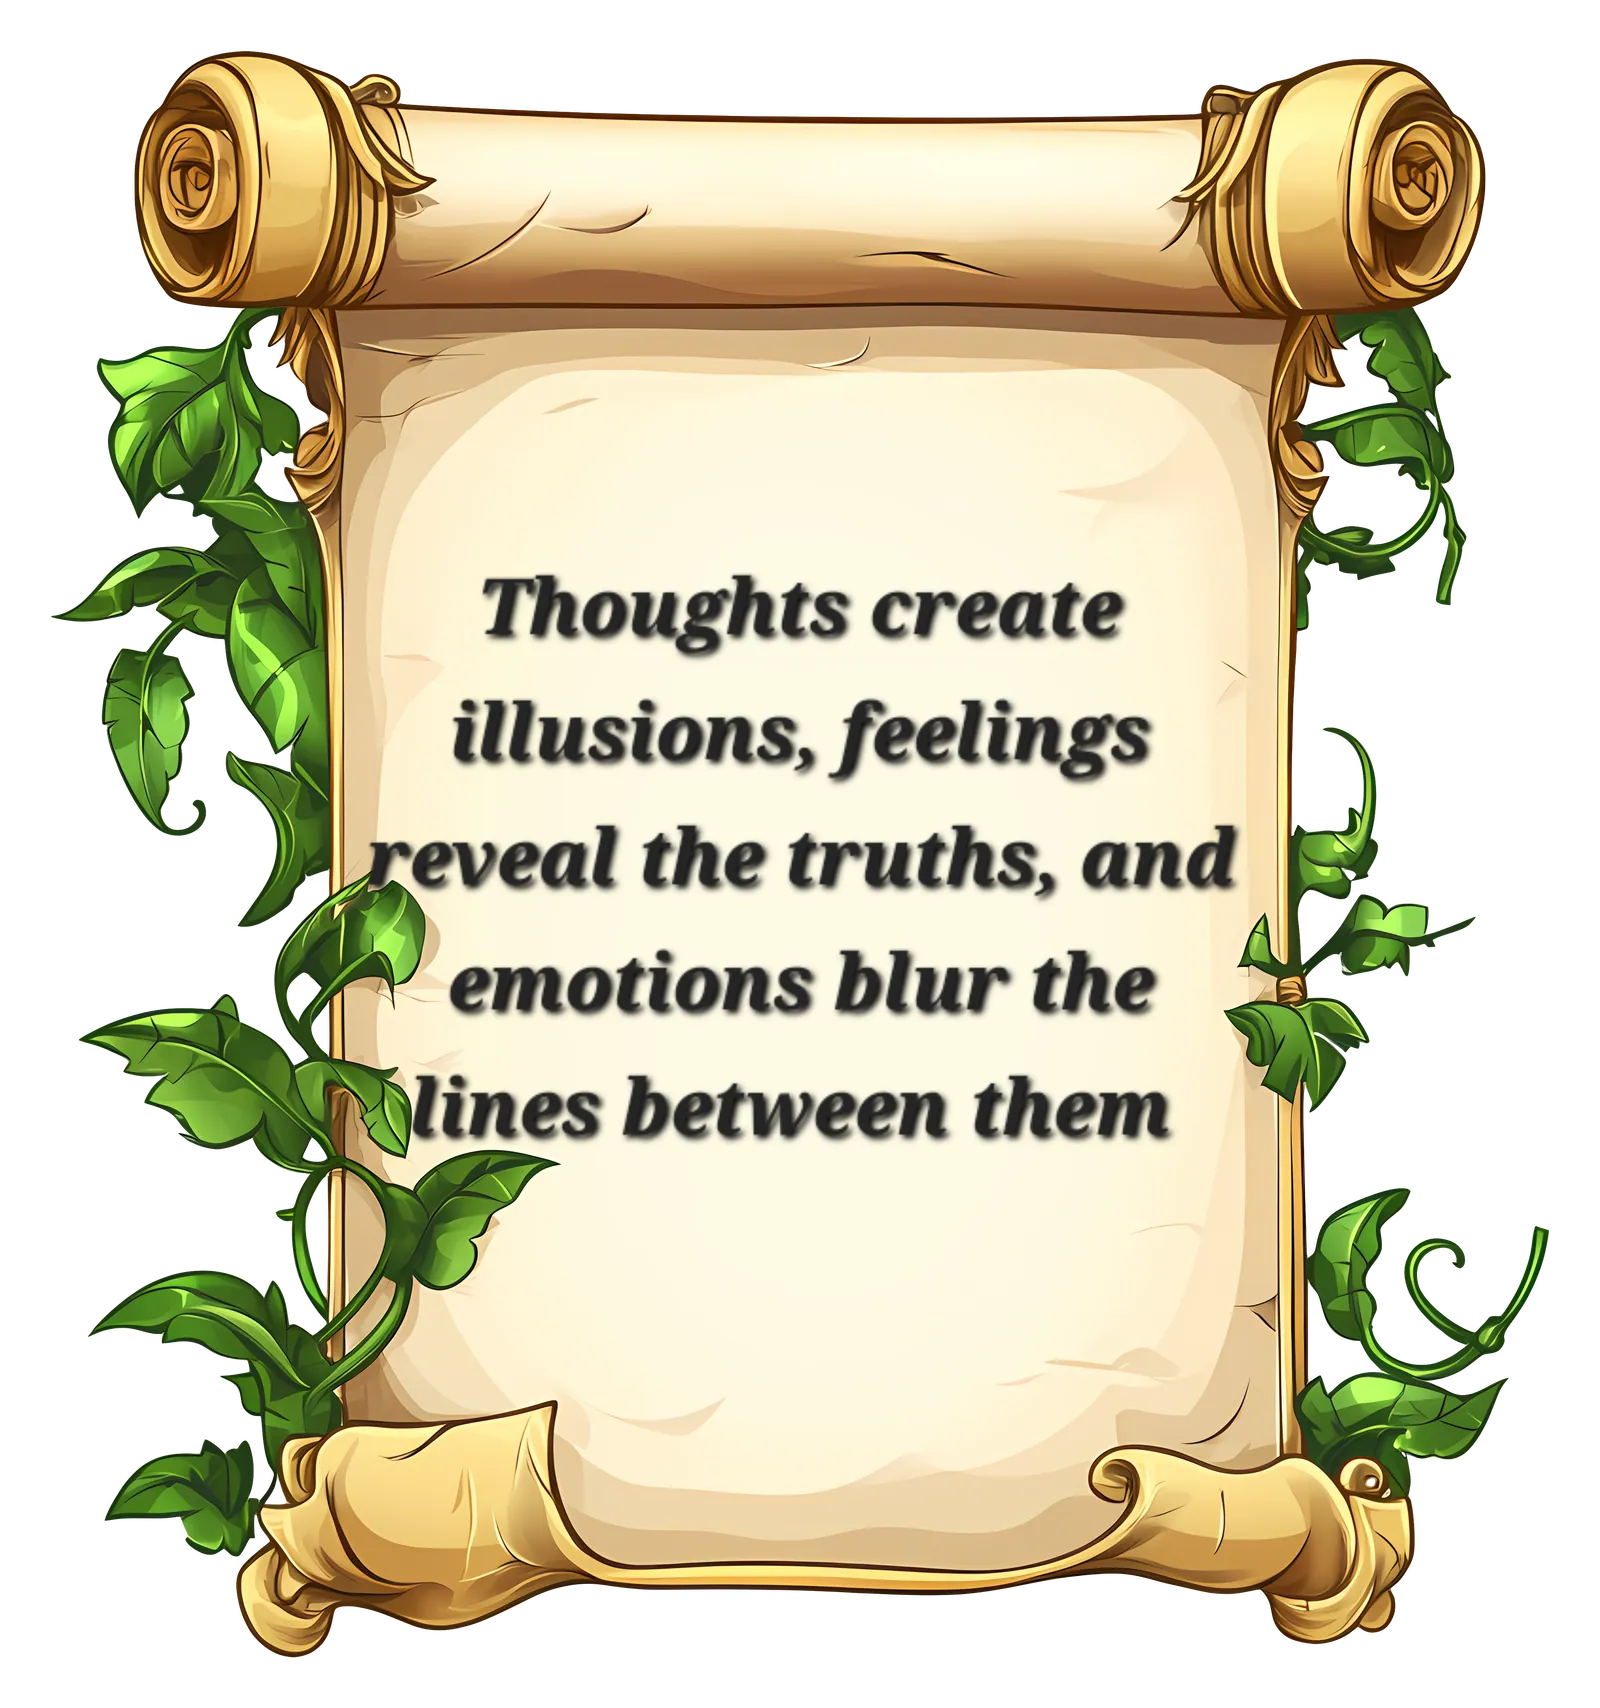 Thoughts create
illusions, feelings
reveal the truths, and
emotions blur the
lines between them